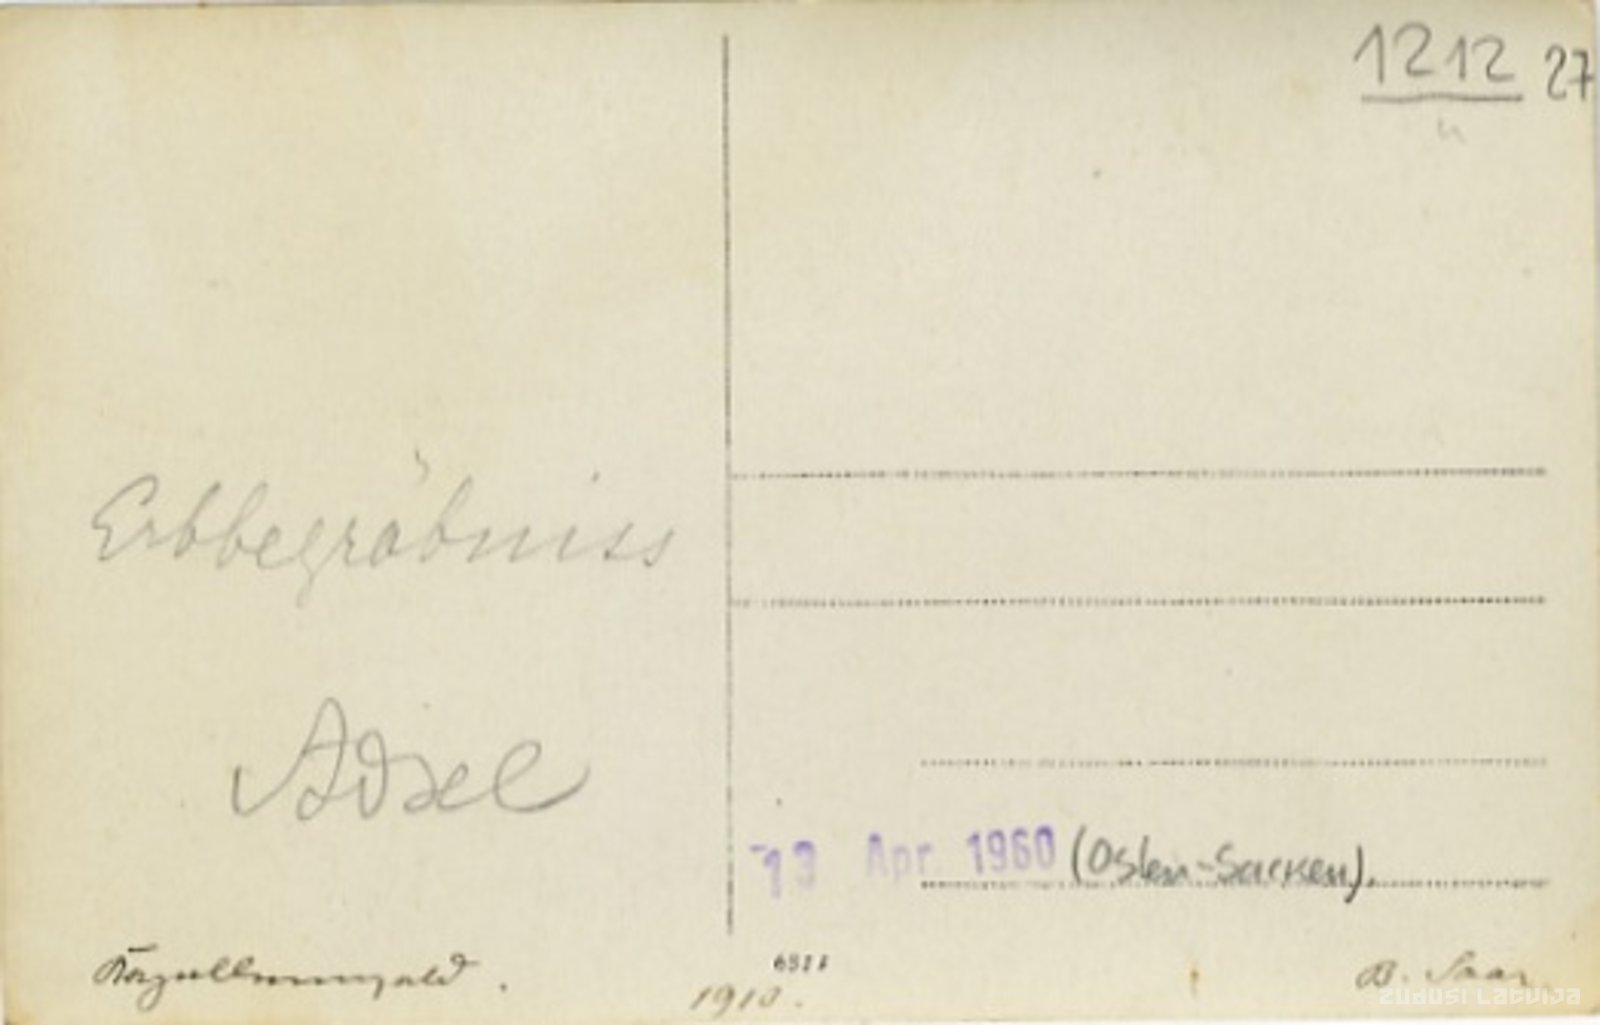 1212 27
Erbbegräbniss
Adsel
13 Apr 1960 (Osten-Sacken).
6311
1910.
B. Saar
Zudusi Latvija